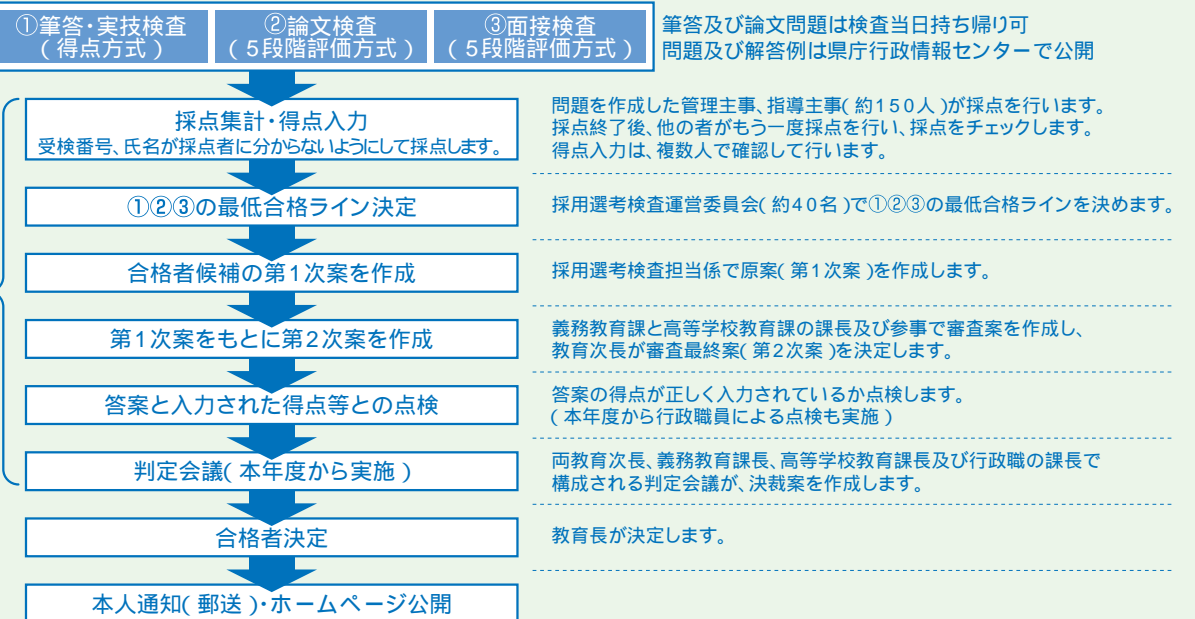 ①筆答・実技検査
(得点方式)
②論文検査
(5段階評価方式)
③面接検査
(5段階評価方式)
筆答及び論文問題は検査当日持ち帰り可
問題及び解答例は県庁行政情報センターで公開
採点集計・得点入力
受検番号、氏名が採点者に分からないようにして採点します。
問題を作成した管理主事、指導主事(約150人)が採点を行います。
採点終了後、他の者がもう一度採点を行い、採点をチェックします。
得点入力は、複数人で確認して行います。
①②③の最低合格ライン決定
採用選考検査運営委員会(約40名)で①②③の最低合格ラインを決めます。
合格者候補の第1次案を作成
採用選考検査担当係で原案(第1次案)を作成します。
第1次案をもとに第2次案を作成
義務教育課と高等学校教育課の課長及び参事で審査案を作成し、
教育次長が審査最終案(第2次案)を決定します。
答案と入力された得点等との点検
答案の得点が正しく入力されているか点検します。
(本年度から行政職員による点検も実施)
判定会議(本年度から実施)
両教育次長、義務教育課長、高等学校教育課長及び行政職の課長で
構成される判定会議が、決裁案を作成します。
合格者決定
教育長が決定します。
本人通知(郵送)・ホームページ公開